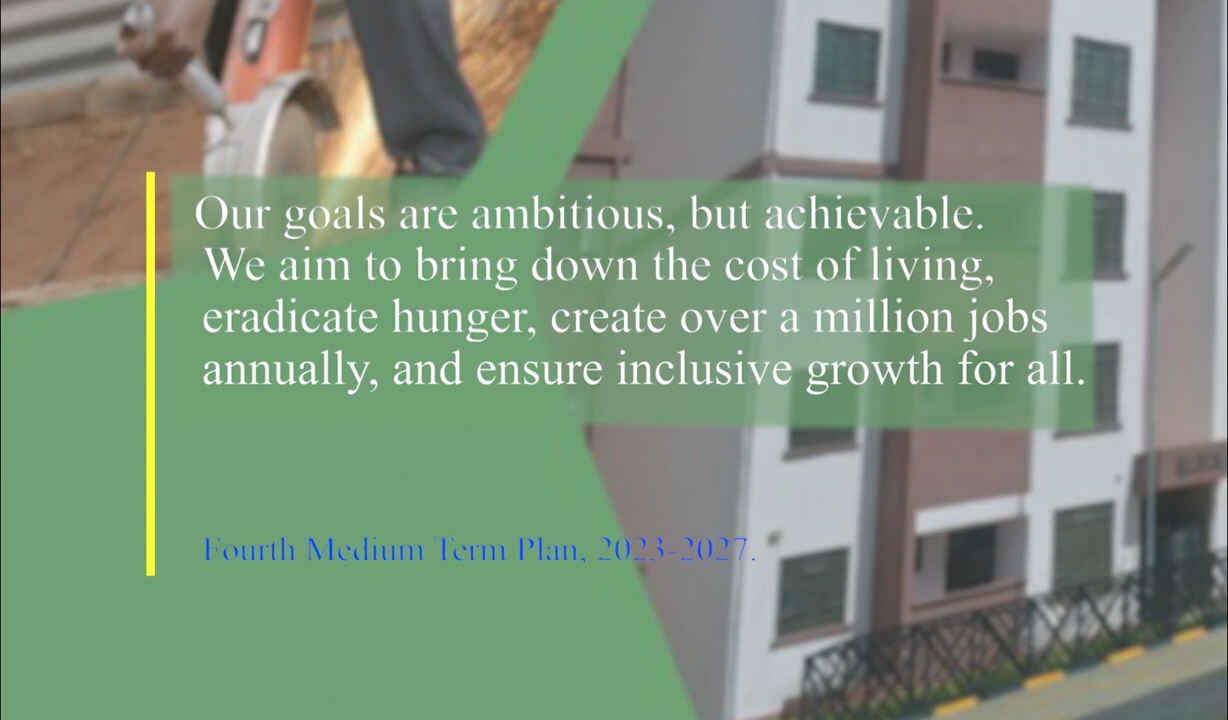 Our goals are ambitious, but achievable.
We aim to bring down the cost of living,
eradicate hunger, create over a million jobs
annually, and ensure inclusive growth for all.
Fourth Medium Term Plan, 2023-2027.